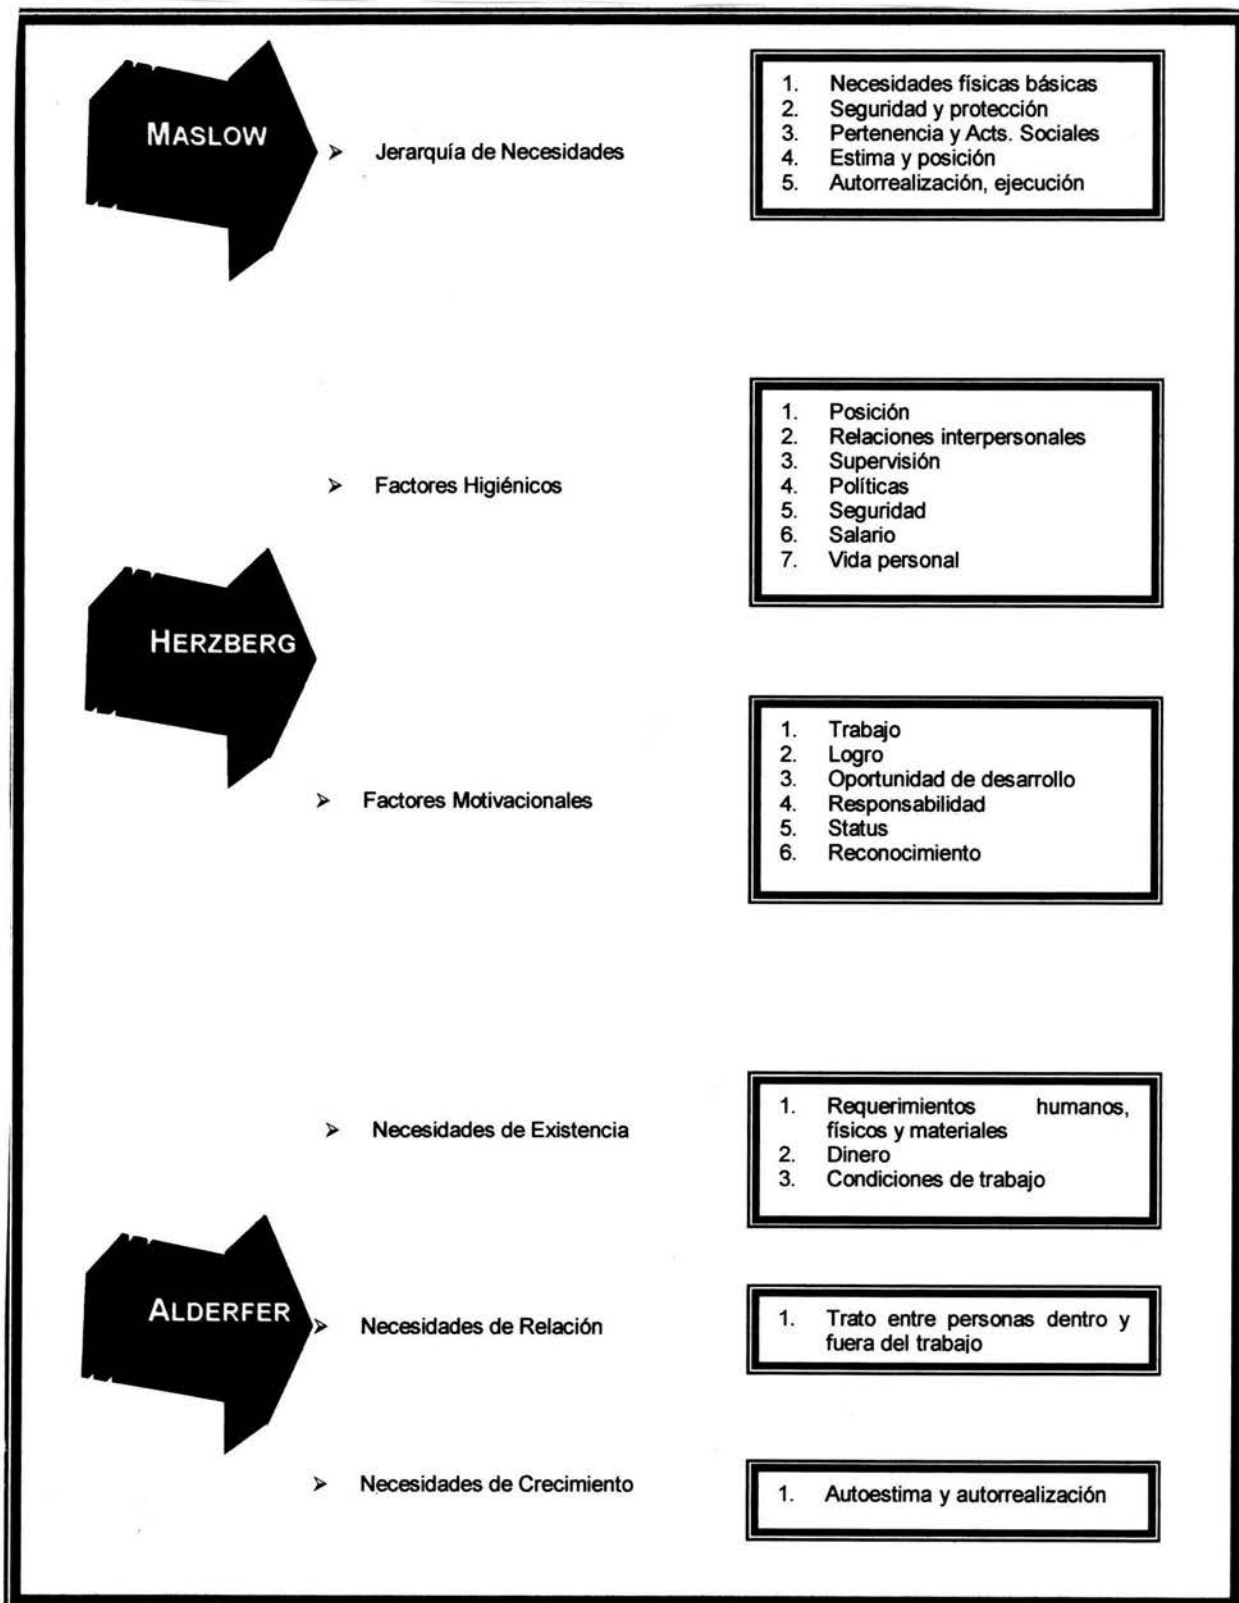 MASLOW
➢ Jerarquía de Necesidades
1. Necesidades físicas básicas
2. Seguridad y protección
3. Pertenencia y Acts. Sociales
4. Estima y posición
5. Autorrealización, ejecución
HERZBERG
➢ Factores Higiénicos
1. Posición
2. Relaciones interpersonales
3. Supervisión
4. Políticas
5. Seguridad
6. Salario
7. Vida personal
➢ Factores Motivacionales
1. Trabajo
2. Logro
3. Oportunidad de desarrollo
4. Responsabilidad
5. Status
6. Reconocimiento
ALDERFER
➢ Necesidades de Existencia
1. Requerimientos humanos,
físicos y materiales
2. Dinero
3. Condiciones de trabajo
➢ Necesidades de Relación
1. Trato entre personas dentro y
fuera del trabajo
➢ Necesidades de Crecimiento
1. Autoestima y autorrealización